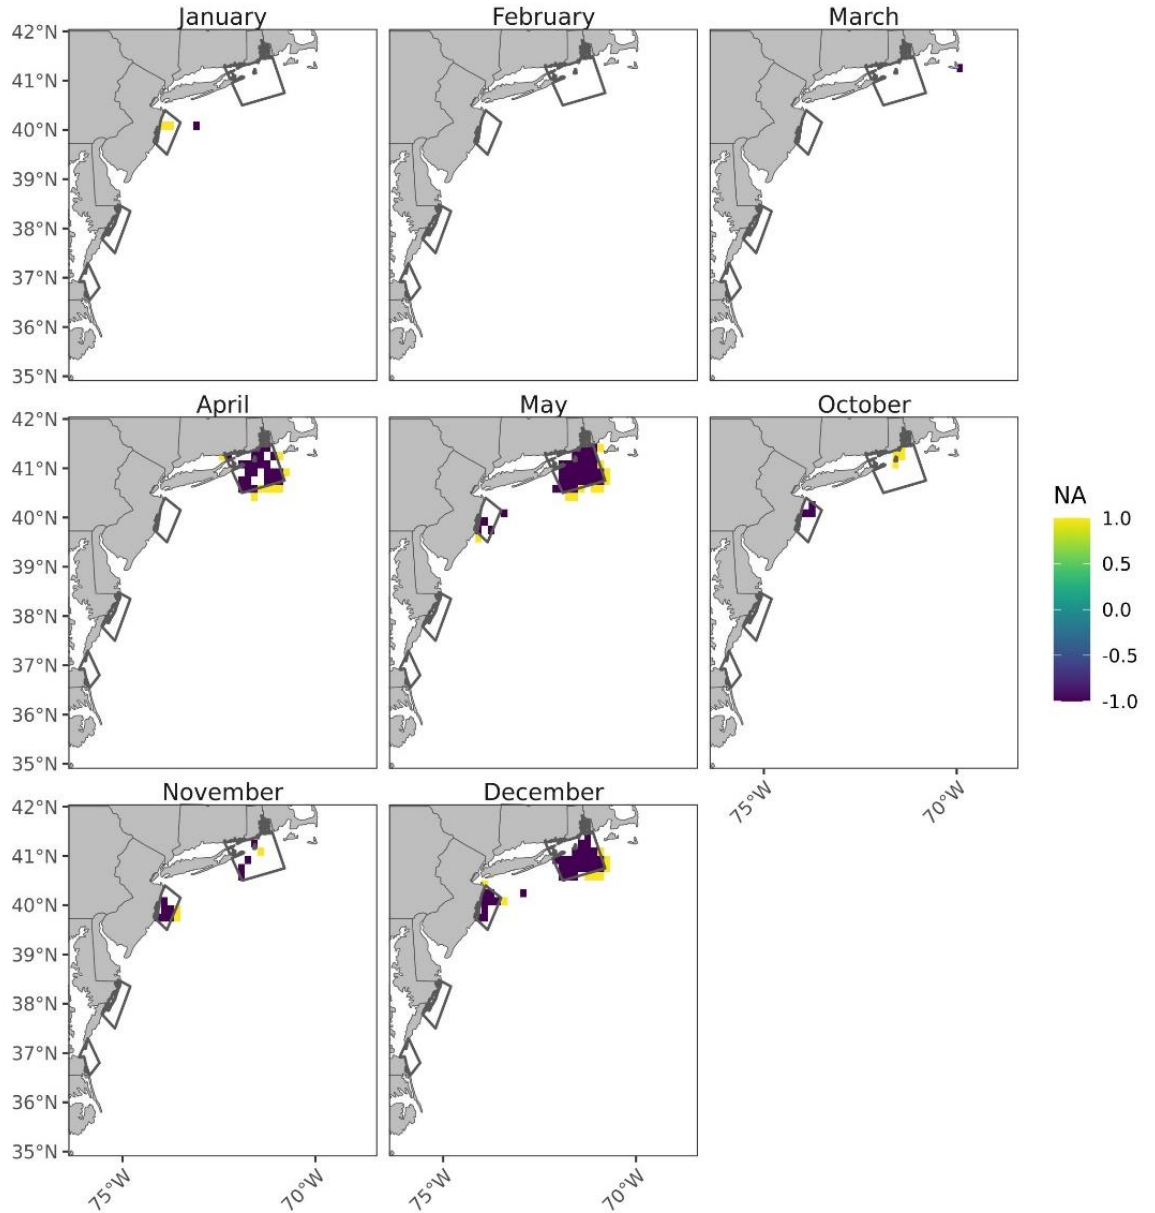 January February March
42°N
41°N
40°N
39°N
38°N
37°N
36°N
35°N
April May October
42°N
41°N
40°N
39°N
38°N
37°N
36°N
35°N
75°W 70°W
NA
1.0
0.5
0.0
-0.5
-1.0
November December
42°N
41°N
40°N
39°N
38°N
37°N
36°N
35°N
75°W 70°W 75°W 70°W